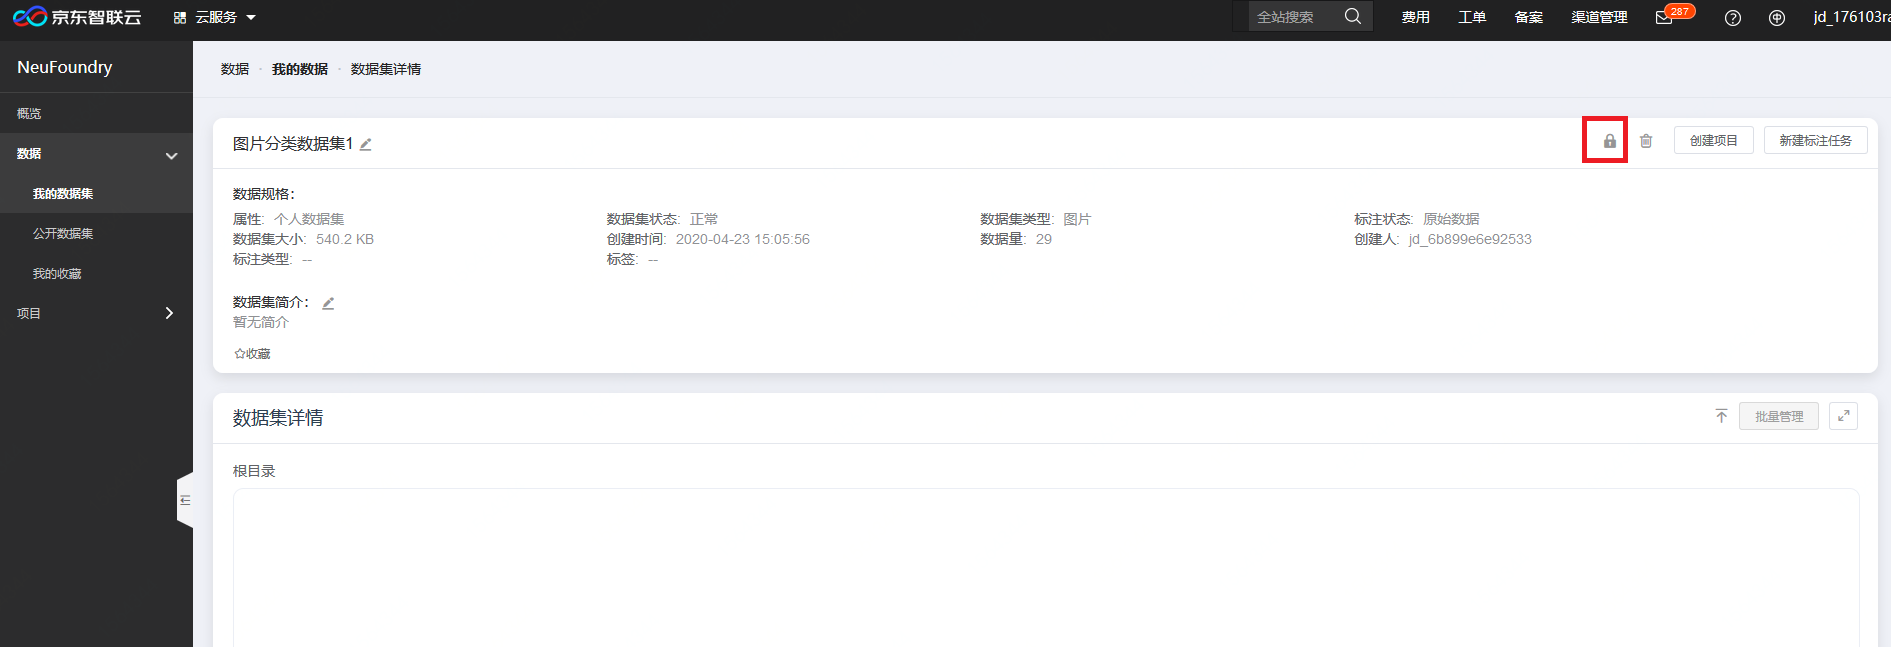 京东智联云 云服务 全站搜索 费用 工单 备案 渠道管理 287 jd_176103ra
NeuFoundry
概览
数据
我的数据集
公开数据集
我的收藏
项目
数据 · 我的数据 · 数据集详情
图片分类数据集1 创建项目 新建标注任务
数据规格：
属性: 个人数据集 数据集状态: 正常 数据集类型: 图片 标注状态: 原始数据
数据集大小: 540.2 KB 创建时间: 2020-04-23 15:05:56 数据量: 29 创建人: jd_6b899e6e92533
标注类型: -- 标签: --
数据集简介：
暂无简介
收藏
数据集详情 批量管理
根目录